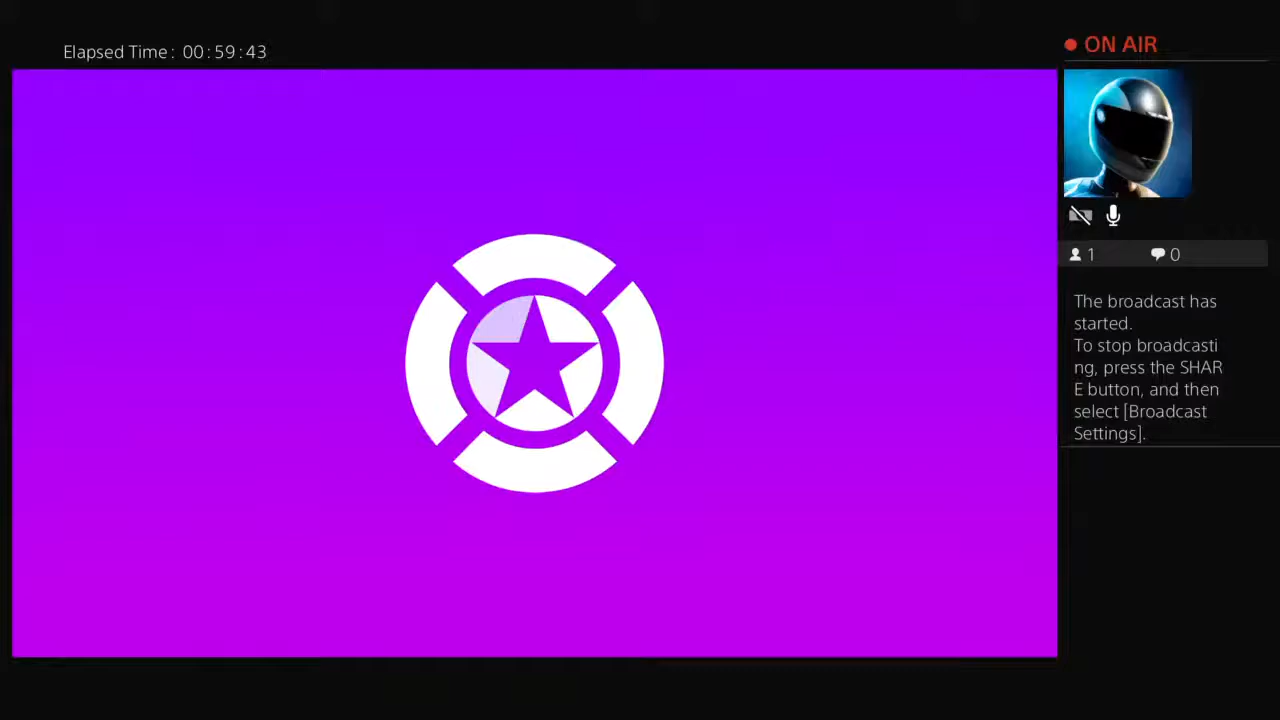 Elapsed Time: 00:59:43
ON AIR
1
0
The broadcast has
started.
To stop broadcasti
ng, press the SHAR
E button, and then
select [Broadcast
Settings].